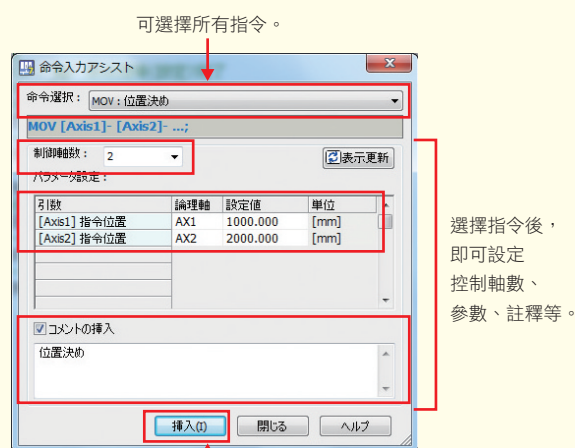 可選擇所有指令。
命令入力アシスト
命令選択：
MOV：位置決め
MOV [Axis1]- [Axis2]- ...;
制御軸数：
2
表示更新
パラメータ設定：
引数 論理軸 設定値 単位
[Axis1] 指令位置 AX1 1000.000 [mm]
[Axis2] 指令位置 AX2 2000.000 [mm]
コメントの挿入
位置決め
挿入(I) 閉じる ヘルプ
選擇指令後，
即可設定
控制軸數、
參數、註釋等。